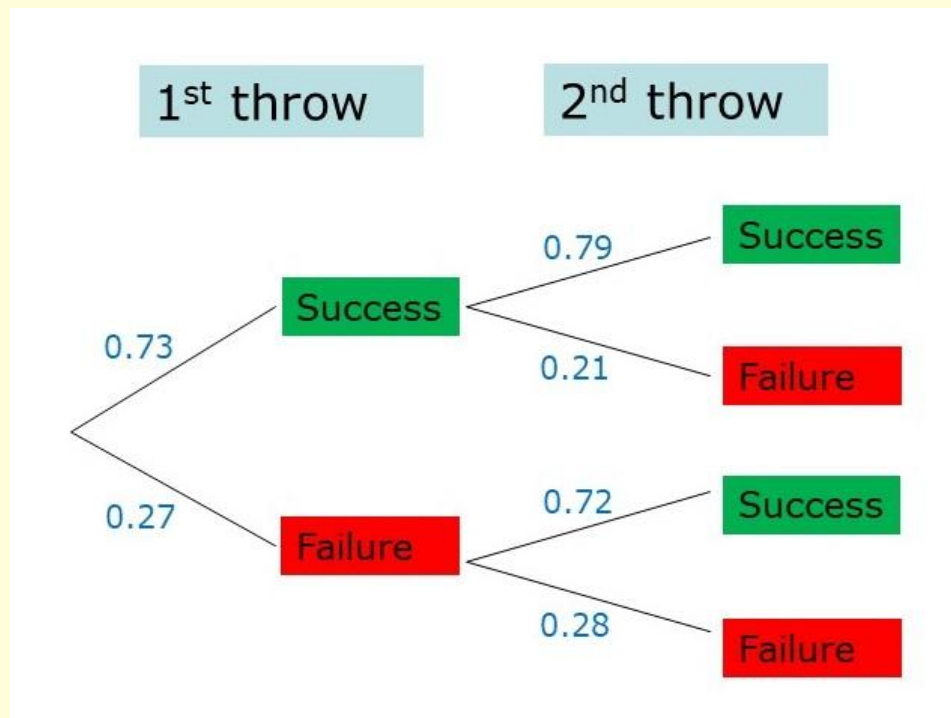 1st throw
2nd throw
0.79
Success
Success
0.73
0.21
Failure
0.72
Success
0.27
Failure
0.28
Failure